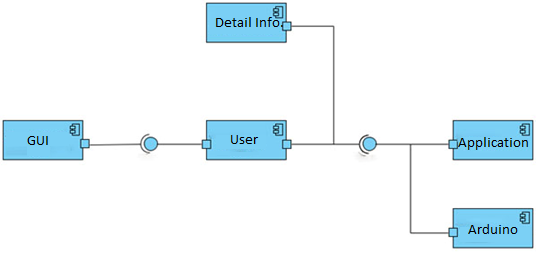 Detail Info.
GUI
User
Application
Arduino